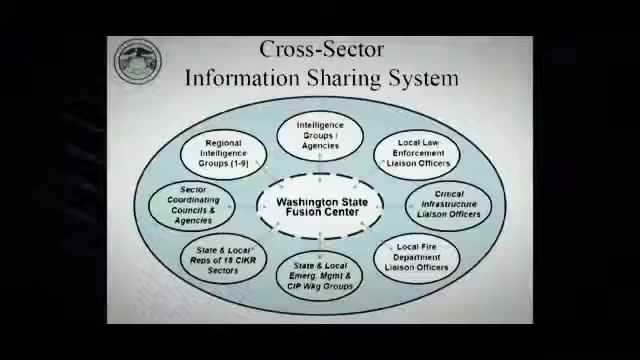 Cross-Sector
Information Sharing System
Intelligence
Groups /
Agencies
Regional
Intelligence
Groups (1-9)
Local Law
Enforcement
Liaison Officers
Sector
Coordinating
Councils &
Agencies
Washington State
Fusion Center
Critical
Infrastructure
Liaison Officers
State & Local
Reps of 18 CIKR
Sectors
State & Local
Emerg. Mgmt &
CIP Wkg Groups
Local Fire
Department
Liaison Officers